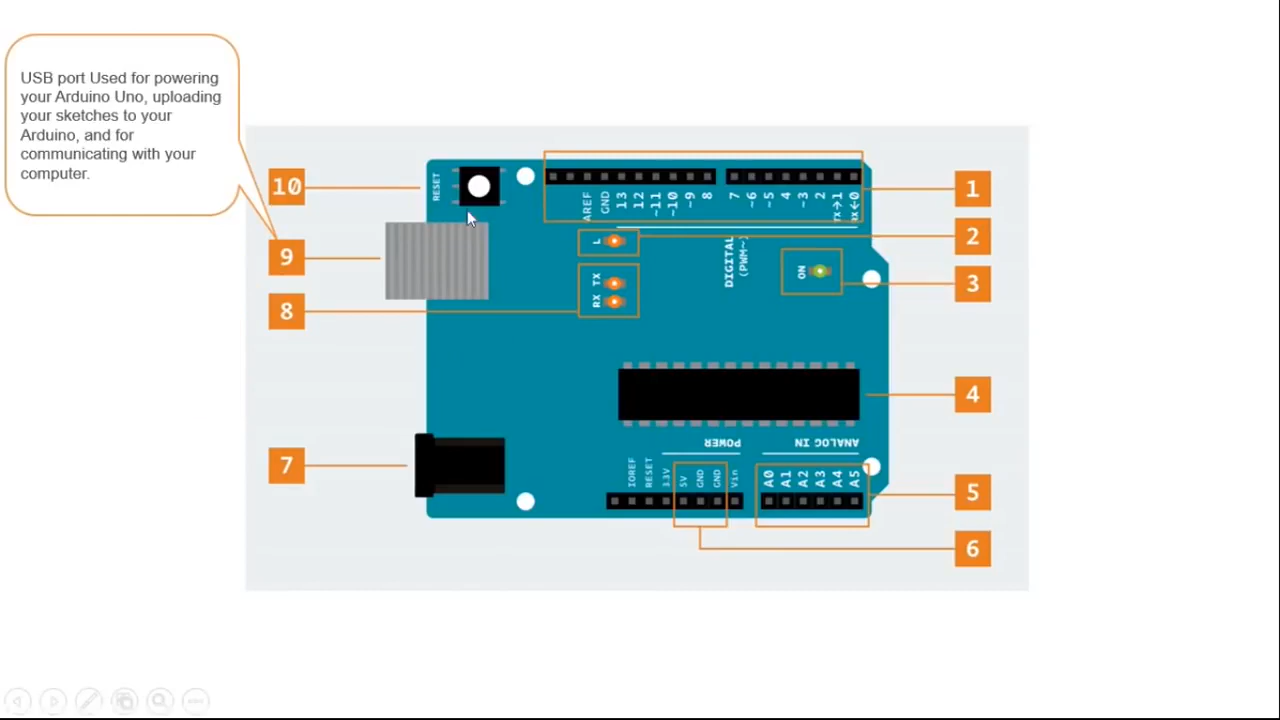 USB port Used for powering
your Arduino Uno, uploading
your sketches to your
Arduino, and for
communicating with your
computer.
10
RESET
AREF
GND
13
12
~11
~10
~9
8
7
~6
~5
4
~3
2
TX→1
RX←0
1
L
2
DIGITAL
(PWM~)
ON
3
9
TX
RX
8
4
POWER
ANALOG IN
7
IOREF
RESET
3.3V
5V
GND
GND
Vin
A0
A1
A2
A3
A4
A5
5
6